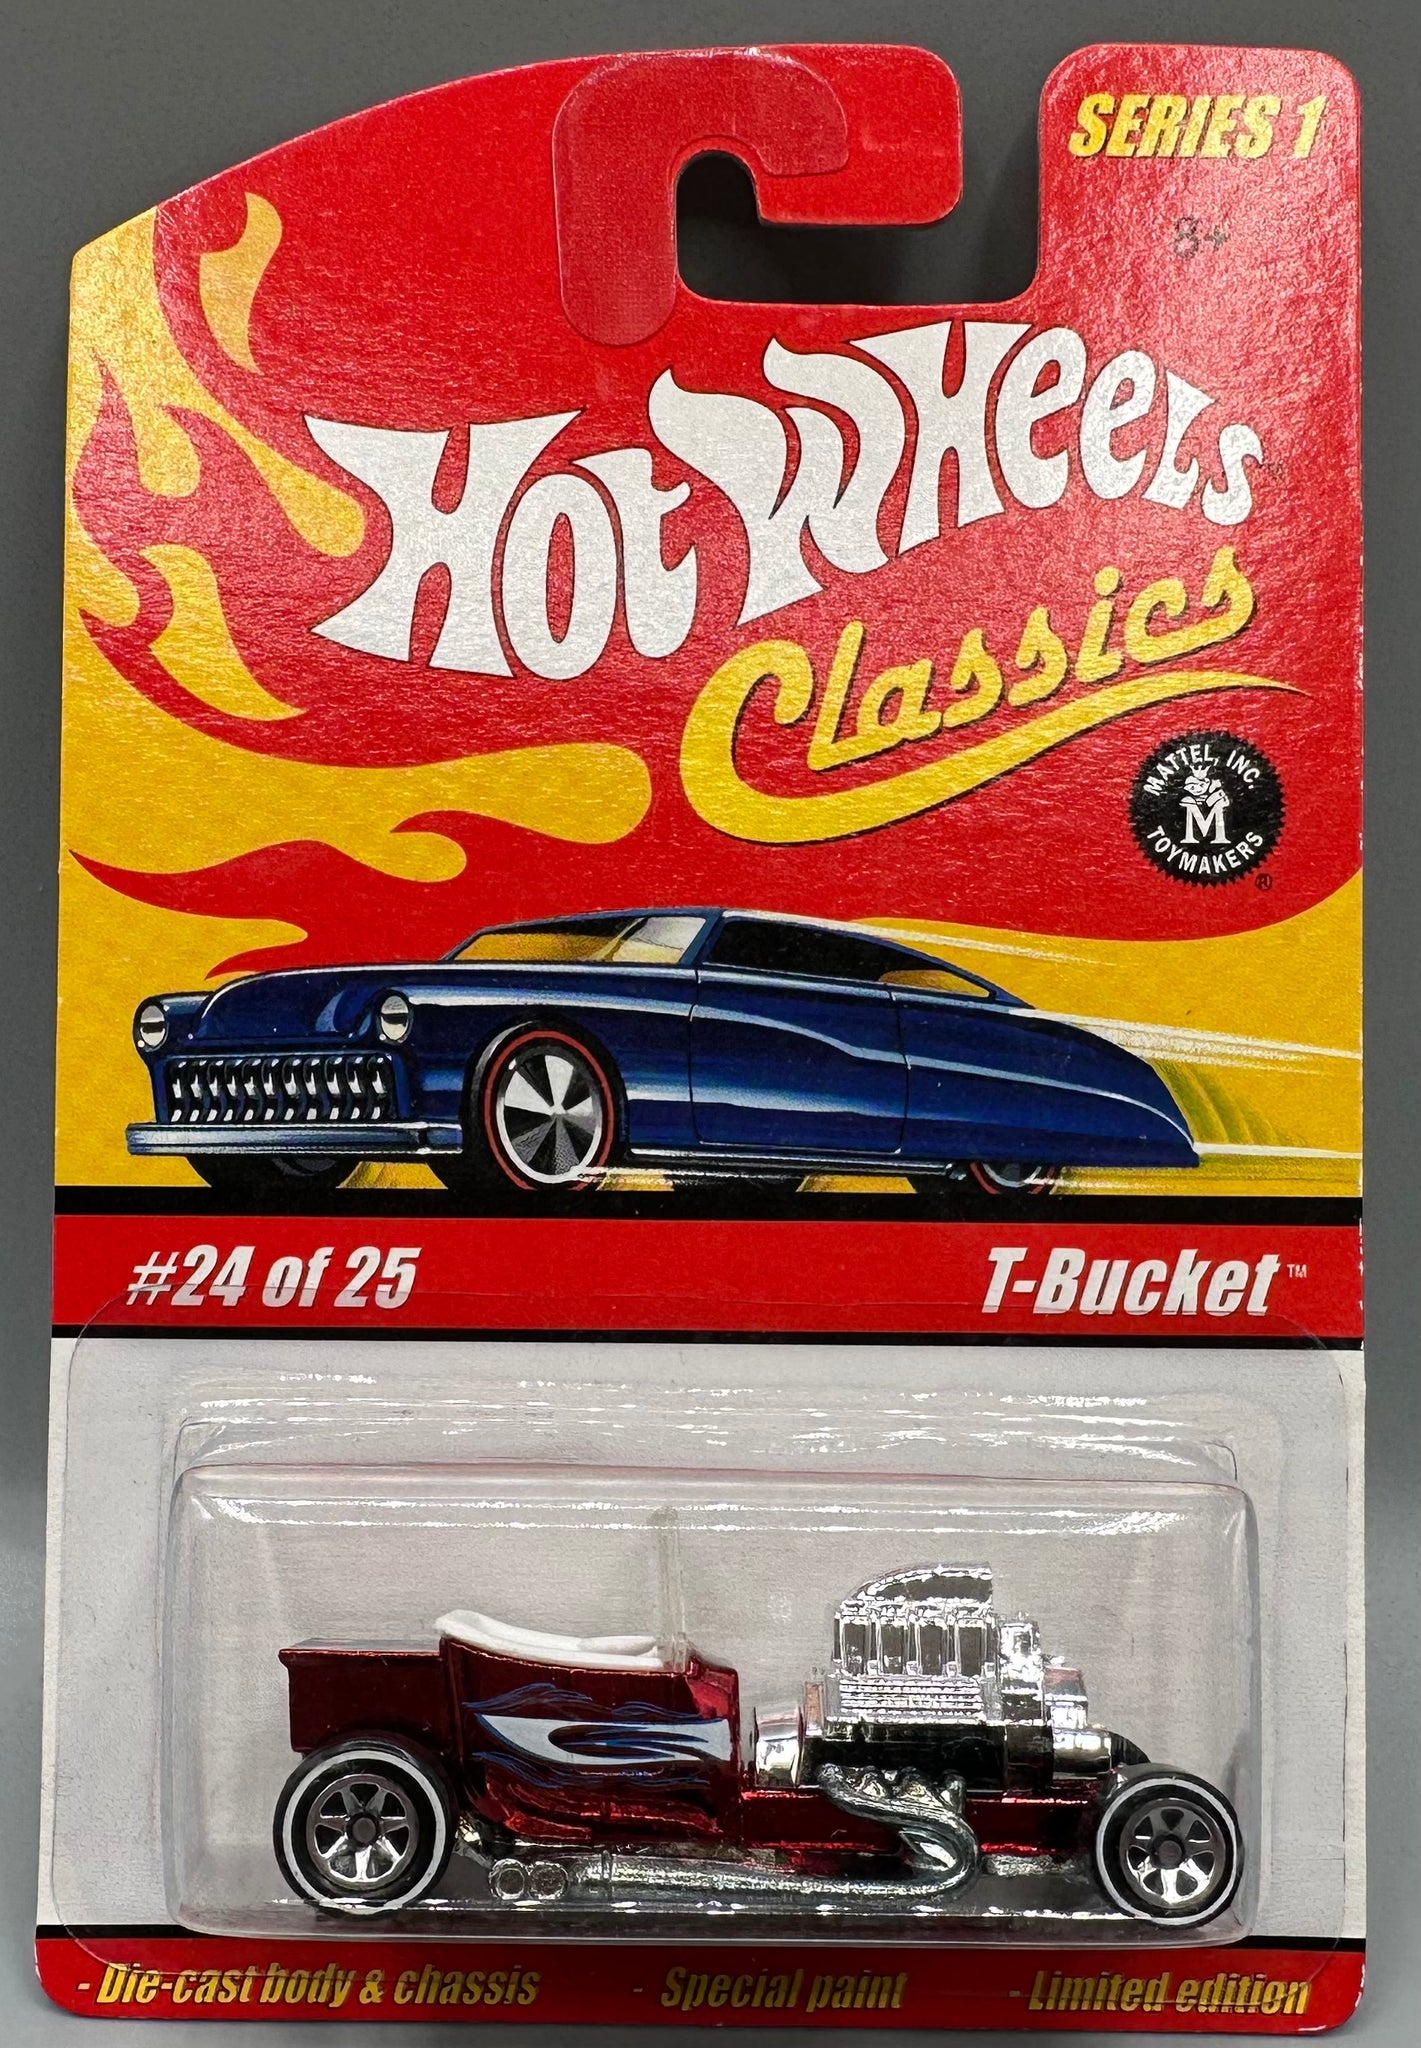 SERIES 1
8+
HOT WHEELS
Classics
MATTEL, INC.
M
TOYMAKERS
®
#24 of 25
T-Bucket™
- Die-cast body & chassis - Special paint - Limited edition